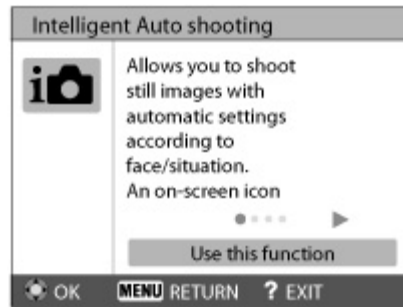 Intelligent Auto shooting
i
Allows you to shoot
still images with
automatic settings
according to
face/situation.
An on-screen icon
Use this function
OK MENU RETURN ? EXIT